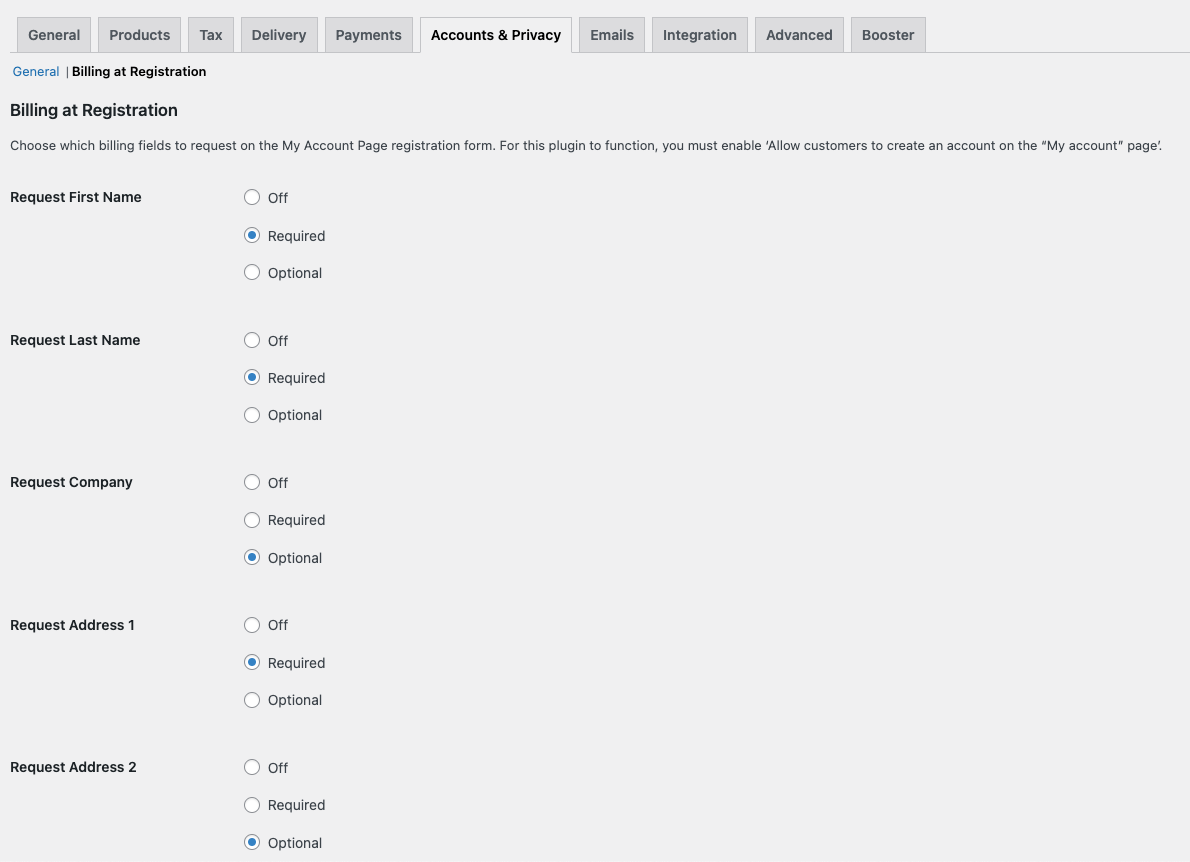 General Products Tax Delivery Payments Accounts & Privacy Emails Integration Advanced Booster
General | Billing at Registration
Billing at Registration
Choose which billing fields to request on the My Account Page registration form. For this plugin to function, you must enable ‘Allow customers to create an account on the “My account” page’.
Request First Name Off
Required
Optional
Request Last Name Off
Required
Optional
Request Company Off
Required
Optional
Request Address 1 Off
Required
Optional
Request Address 2 Off
Required
Optional